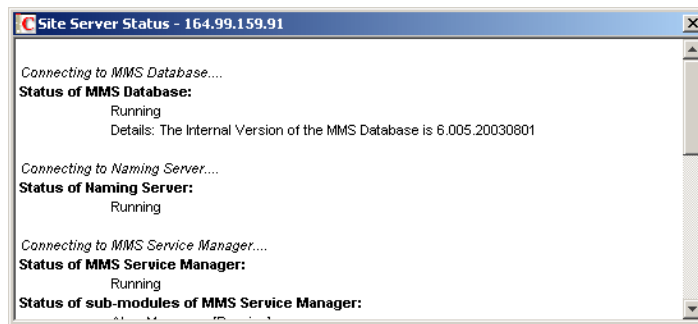 Site Server Status - 164.99.159.91
Connecting to MMS Database....
Status of MMS Database:
Running
Details: The Internal Version of the MMS Database is 6.005.20030801
Connecting to Naming Server....
Status of Naming Server:
Running
Connecting to MMS Service Manager....
Status of MMS Service Manager:
Running
Status of sub-modules of MMS Service Manager: